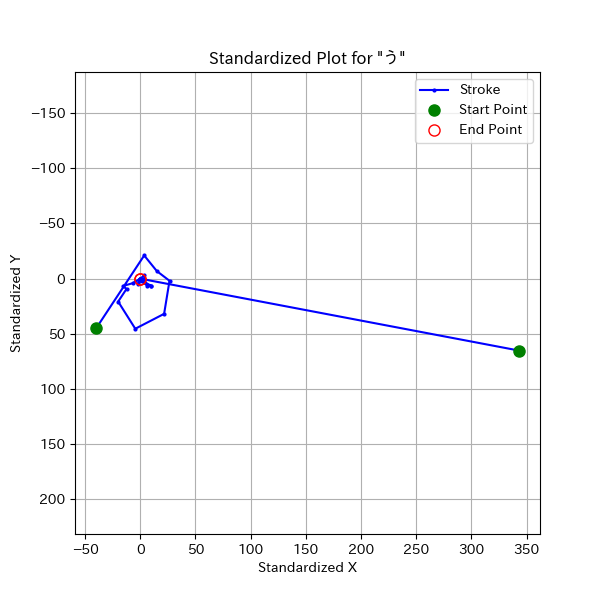 Standardized Plot for "う"
Stroke
Start Point
End Point
Standardized Y
−150
−100
−50
0
50
100
150
200
−50 0 50 100 150 200 250 300 350
Standardized X